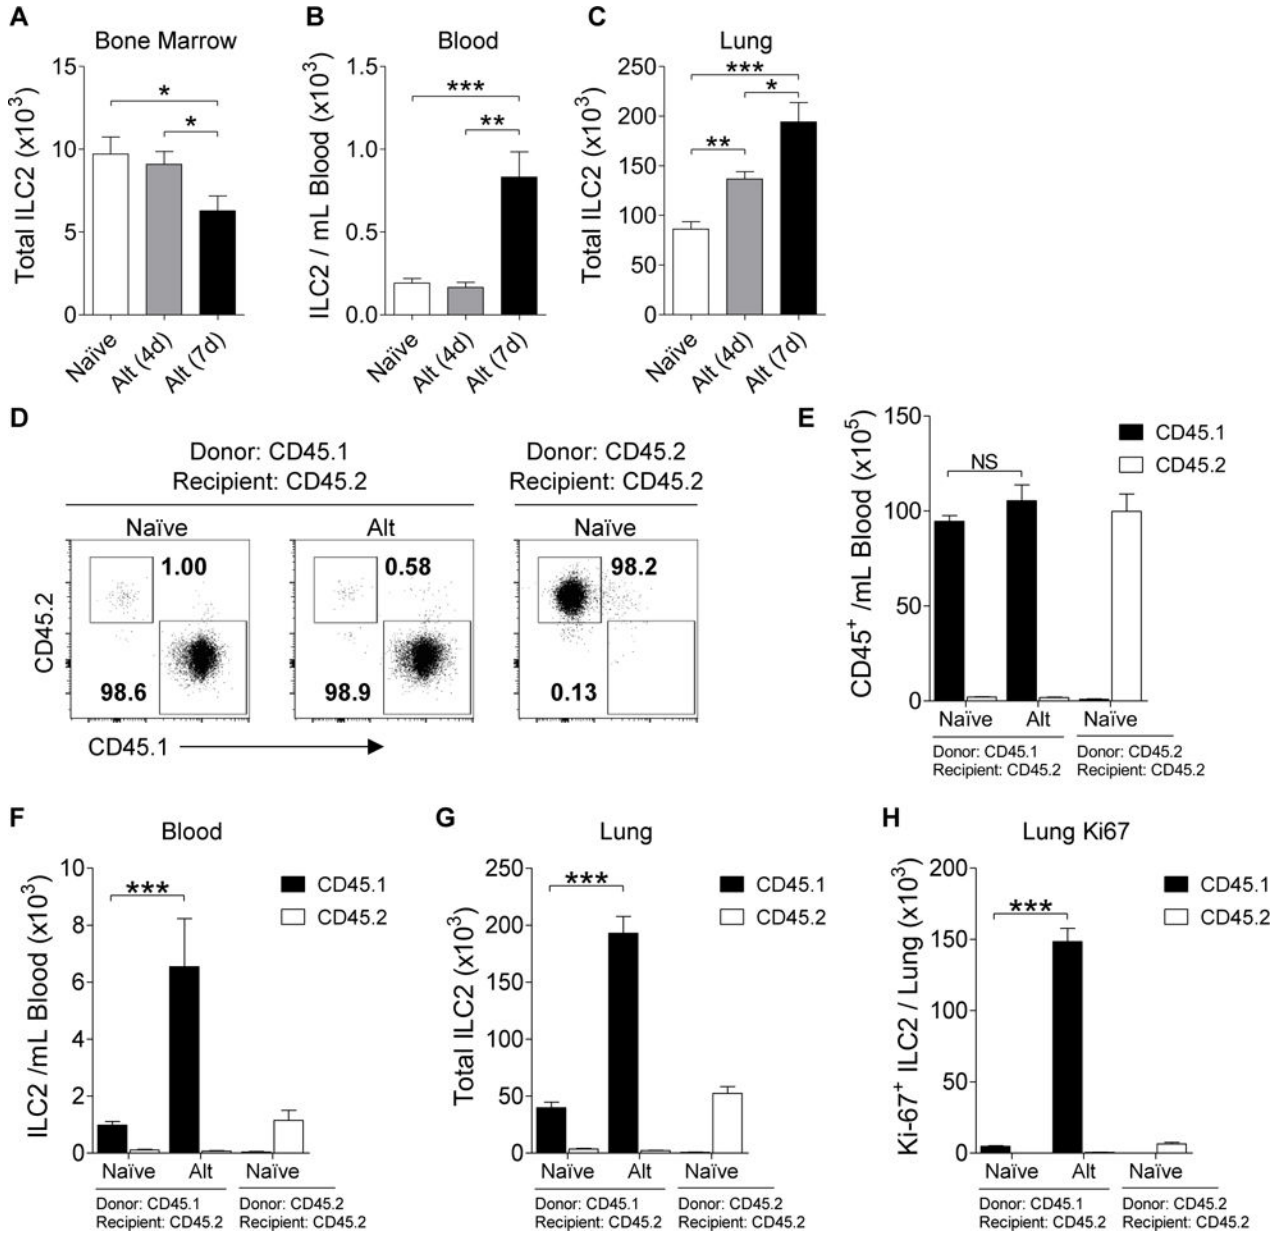 A
Bone Marrow
Total ILC2 (x10³)
15
10
5
0
*
*
Naïve
Alt (4d)
Alt (7d)
B
Blood
ILC2 / mL Blood (x10³)
1.5
1.0
0.5
0.0
***
**
Naïve
Alt (4d)
Alt (7d)
C
Lung
Total ILC2 (x10³)
250
200
150
100
50
0
***
*
**
Naïve
Alt (4d)
Alt (7d)
D
Donor: CD45.1
Recipient: CD45.2
Donor: CD45.2
Recipient: CD45.2
Naïve
Alt
Naïve
1.00
0.58
98.2
98.6
98.9
0.13
CD45.2
CD45.1
E
CD45⁺ /mL Blood (x10⁵)
150
100
50
0
NS
CD45.1
CD45.2
Naïve
Alt
Naïve
Donor: CD45.1
Recipient: CD45.2
Donor: CD45.2
Recipient: CD45.2
F
Blood
ILC2 /mL Blood (x10³)
10
8
6
4
2
0
***
CD45.1
CD45.2
Naïve
Alt
Naïve
Donor: CD45.1
Recipient: CD45.2
Donor: CD45.2
Recipient: CD45.2
G
Lung
Total ILC2 (x10³)
250
200
150
100
50
0
***
CD45.1
CD45.2
Naïve
Alt
Naïve
Donor: CD45.1
Recipient: CD45.2
Donor: CD45.2
Recipient: CD45.2
H
Lung Ki67
Ki-67⁺ ILC2 / Lung (x10³)
200
150
100
50
0
***
CD45.1
CD45.2
Naïve
Alt
Naïve
Donor: CD45.1
Recipient: CD45.2
Donor: CD45.2
Recipient: CD45.2